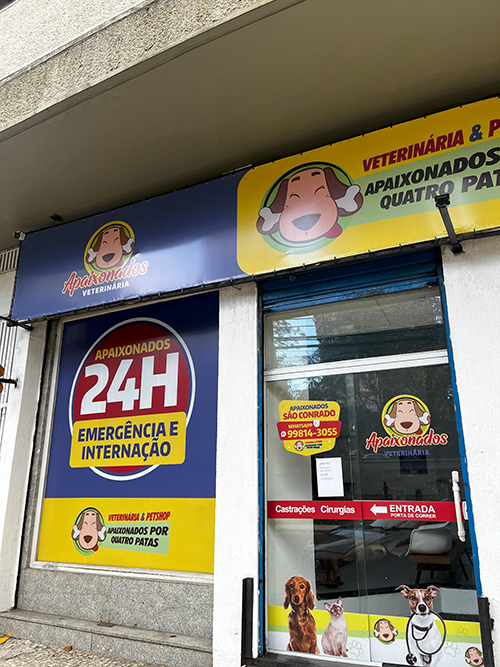 VETERINÁRIA & P
APAIXONADOS
QUATRO PAT
Apaixonados
VETERINÁRIA
APAIXONADOS
24H
EMERGÊNCIA E
INTERNAÇÃO
VETERINÁRIA & PETSHOP
APAIXONADOS POR
QUATRO PATAS
APAIXONADOS
SÃO CONRADO
WHATSAPP
99814-3055
Apaixonados
VETERINÁRIA
Castrações Cirurgias
ENTRADA
PORTA DE CORRER